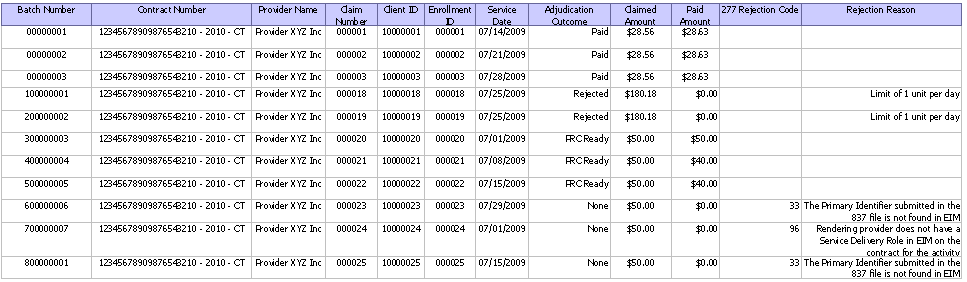 Batch Number Contract Number Provider Name Claim Number Client ID Enrollment ID Service Date Adjudication Outcome Claimed Amount Paid Amount 277 Rejection Code Rejection Reason
00000001 12345678909876543210 - 2010 - CT Provider XYZ Inc 000001 10000001 000001 07/14/2009 Paid $28.56 $28.63
00000002 12345678909876543210 - 2010 - CT Provider XYZ Inc 000002 10000002 000002 07/21/2009 Paid $28.56 $28.63
00000003 12345678909876543210 - 2010 - CT Provider XYZ Inc 000003 10000003 000003 07/28/2009 Paid $28.56 $28.63
100000001 12345678909876543210 - 2010 - CT Provider XYZ Inc 000018 10000018 000018 07/25/2009 Rejected $180.18 $0.00 Limit of 1 unit per day
200000002 12345678909876543210 - 2010 - CT Provider XYZ Inc 000019 10000019 000019 07/25/2009 Rejected $180.18 $0.00 Limit of 1 unit per day
300000003 12345678909876543210 - 2010 - CT Provider XYZ Inc 000020 10000020 000020 07/01/2009 FRC Ready $50.00 $50.00
400000004 12345678909876543210 - 2010 - CT Provider XYZ Inc 000021 10000021 000021 07/08/2009 FRC Ready $50.00 $40.00
500000005 12345678909876543210 - 2010 - CT Provider XYZ Inc 000022 10000022 000022 07/15/2009 FRC Ready $50.00 $40.00
600000006 12345678909876543210 - 2010 - CT Provider XYZ Inc 000023 10000023 000023 07/29/2009 None $50.00 $0.00 33 The Primary Identifier submitted in the
837 file is not found in EIM
700000007 12345678909876543210 - 2010 - CT Provider XYZ Inc 000024 10000024 000024 07/01/2009 None $50.00 $0.00 96 Rendering provider does not have a
Service Delivery Role in EIM on the
contract for the activity
800000001 12345678909876543210 - 2010 - CT Provider XYZ Inc 000025 10000025 000025 07/15/2009 None $50.00 $0.00 33 The Primary Identifier submitted in the
837 file is not found in EIM